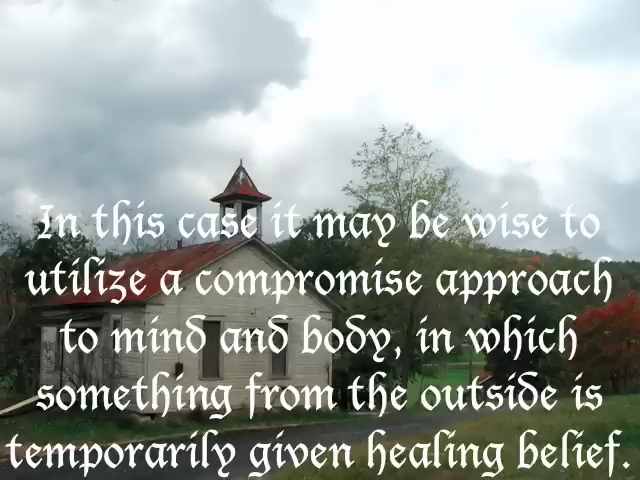 In this case it may be wise to
utilize a compromise approach
to mind and body, in which
something from the outside is
temporarily given healing belief.